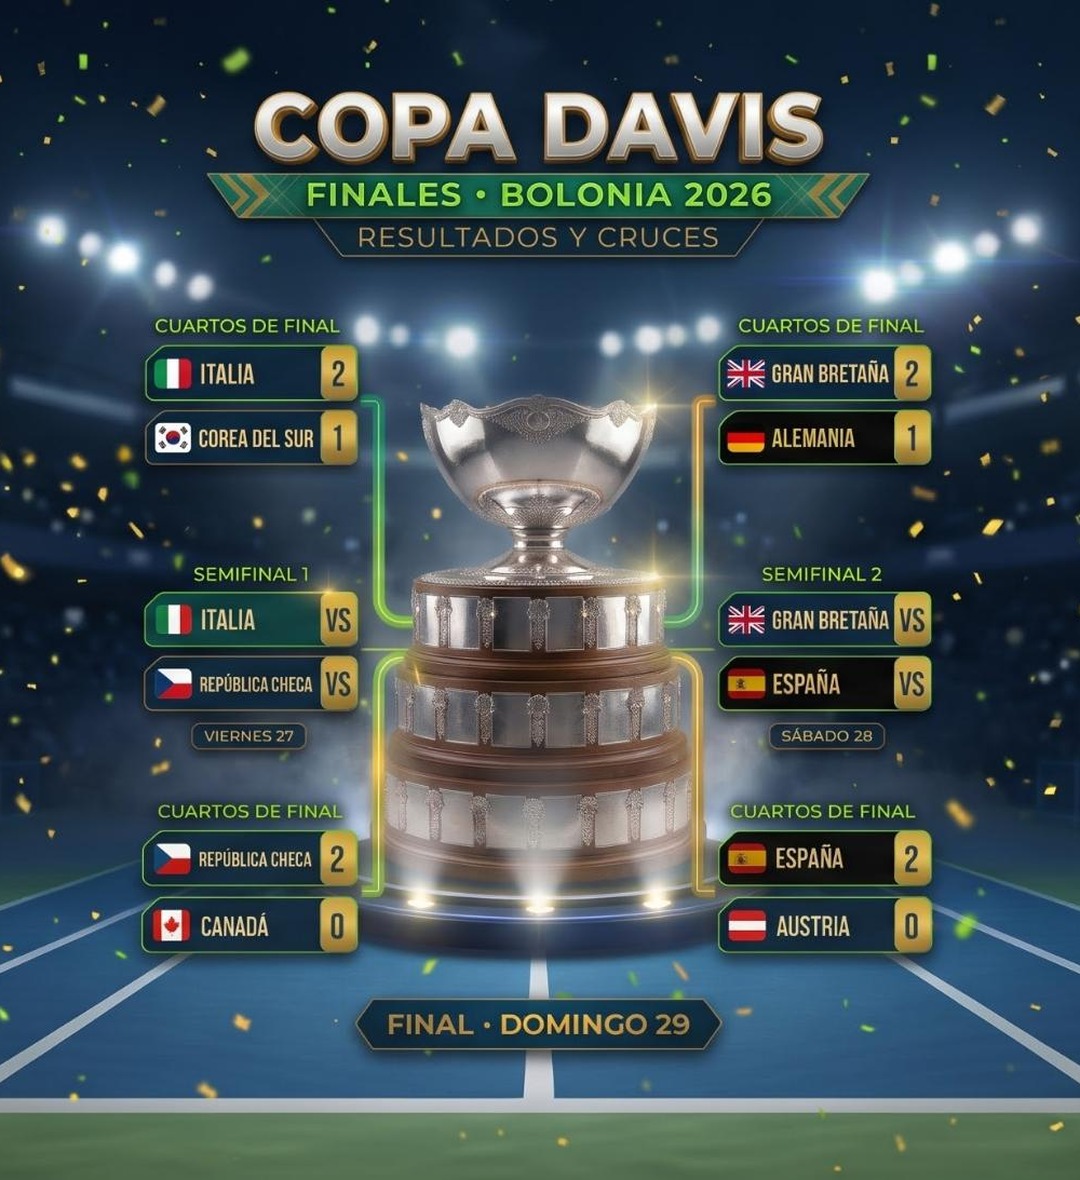 COPA DAVIS
FINALES • BOLONIA 2026
RESULTADOS Y CRUCES
CUARTOS DE FINAL
ITALIA 2
COREA DEL SUR 1
SEMIFINAL 1
ITALIA VS
REPÚBLICA CHECA VS
VIERNES 27
CUARTOS DE FINAL
REPÚBLICA CHECA 2
CANADÁ 0
CUARTOS DE FINAL
GRAN BRETAÑA 2
ALEMANIA 1
SEMIFINAL 2
GRAN BRETAÑA VS
ESPAÑA VS
SÁBADO 28
CUARTOS DE FINAL
ESPAÑA 2
AUSTRIA 0
FINAL • DOMINGO 29